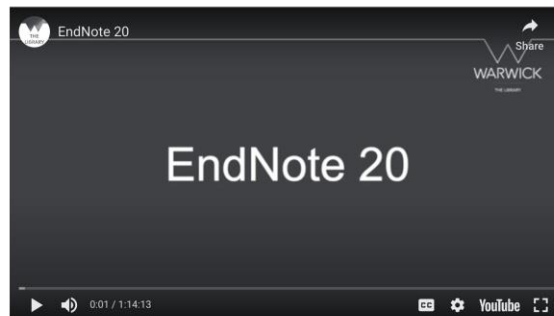 THE
LIBRARY
EndNote 20
Share
WARWICK
THE LIBRARY
EndNote 20
0:01 / 1:14:13
CC
YouTube